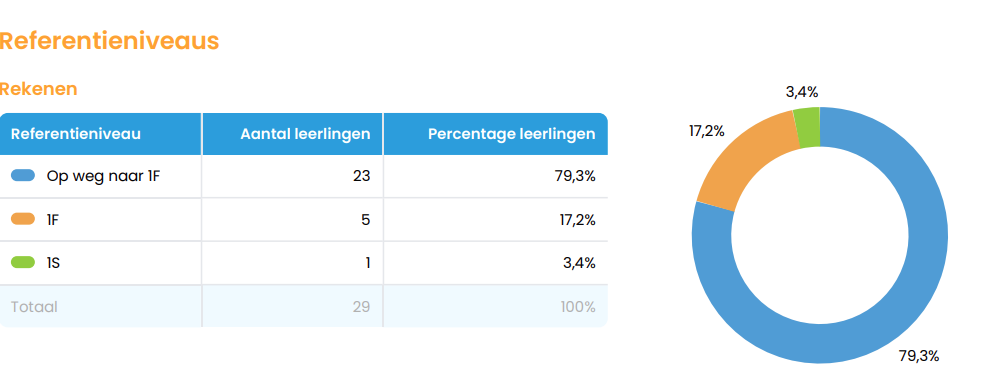 Referentieniveaus
Rekenen
Referentieniveau Aantal leerlingen Percentage leerlingen
Op weg naar 1F 23 79,3%
1F 5 17,2%
1S 1 3,4%
Totaal 29 100%
3,4%
17,2%
79,3%